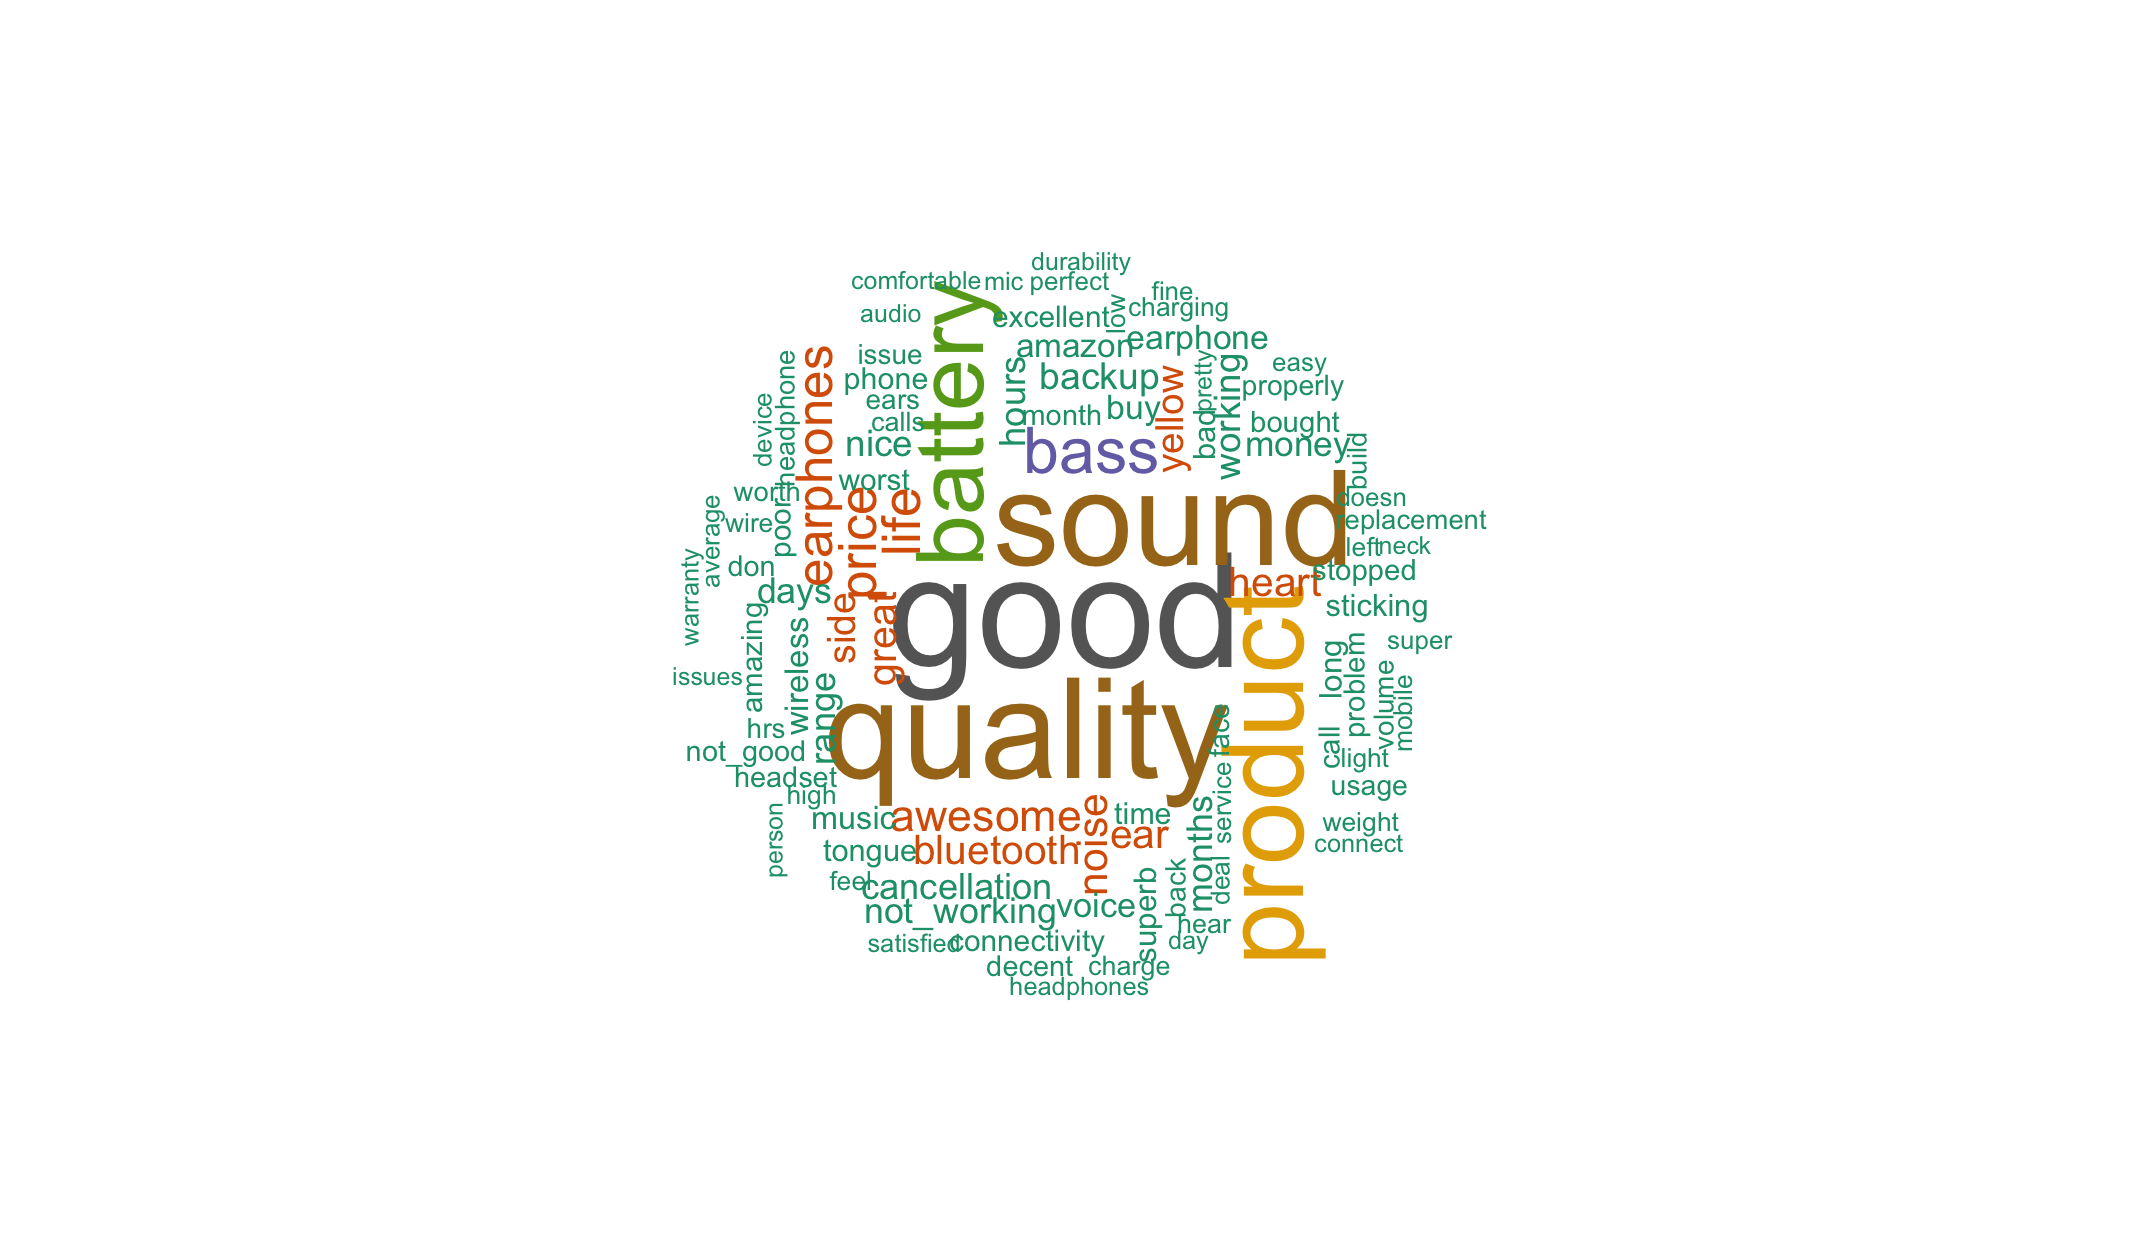 durability
comfortable
mic
perfect
fine
low
charging
audio
excellent
battery
amazon
earphone
issue
phone
hours
backup
yellow
pretty
working
easy
properly
ears
calls
month
buy
bad
bought
device
headphone
earphones
nice
bass
money
build
worst
worth
poor
price
life
sound
doesn
wire
replacement
average
left
neck
don
days
good
heart
stopped
warranty
side
great
sticking
amazing
wireless
product
super
issues
range
quality
long
problem
volume
mobile
face
call
hrs
not_good
light
headset
high
service
usage
music
awesome
noise
time
ear
months
weight
person
tongue
bluetooth
connect
feel
cancellation
back
deal
not_working
voice
superb
hear
satisfied
connectivity
day
decent
charge
headphones